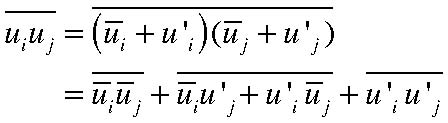 $\overline{u_i u_j} = \overline{(\overline{u}_i + u'_i)(\overline{u}_j + u'_j)}$
$= \overline{\overline{u}_i \overline{u}_j} + \overline{\overline{u}_i u'_j + u'_i \overline{u}_j} + \overline{u'_i u'_j}$